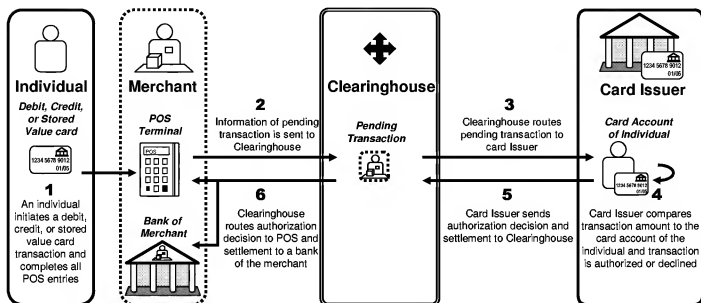 Individual
Debit, Credit,
or Stored
Value card
1234 5678 9012
01/05
1
An individual
initiates a debit,
credit, or stored
value card
transaction and
completes all
POS entries
Merchant
POS
Terminal
POS
Bank of
Merchant
2
Information of pending
transaction is sent to
Clearinghouse
6
Clearinghouse
routes authorization
decision to POS and
settlement to a bank
of the merchant
Clearinghouse
Pending
Transaction
3
Clearinghouse routes
pending transaction to
card Issuer
5
Card Issuer sends
authorization decision and
settlement to Clearinghouse
1234 5678 9012
01/05
Card Issuer
Card Account
of Individual
1234 5678 9012
01/05
4
Card Issuer compares
transaction amount to the
card account of the
individual and transaction
is authorized or declined